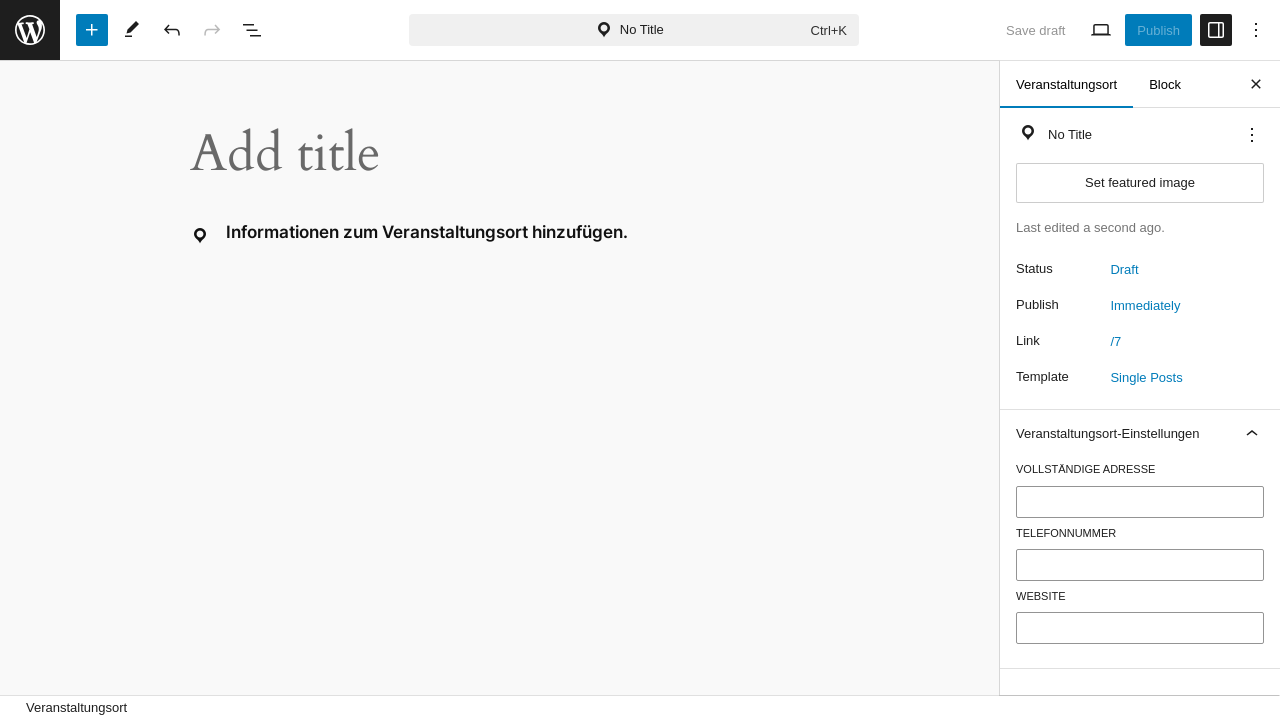 No Title
Ctrl+K
Save draft
Publish
Veranstaltungsort
Block
No Title
Set featured image
Last edited a second ago.
Status
Draft
Publish
Immediately
Link
/7
Template
Single Posts
Veranstaltungsort-Einstellungen
VOLLSTÄNDIGE ADRESSE
TELEFONNUMMER
WEBSITE
Add title
Informationen zum Veranstaltungsort hinzufügen.
Veranstaltungsort